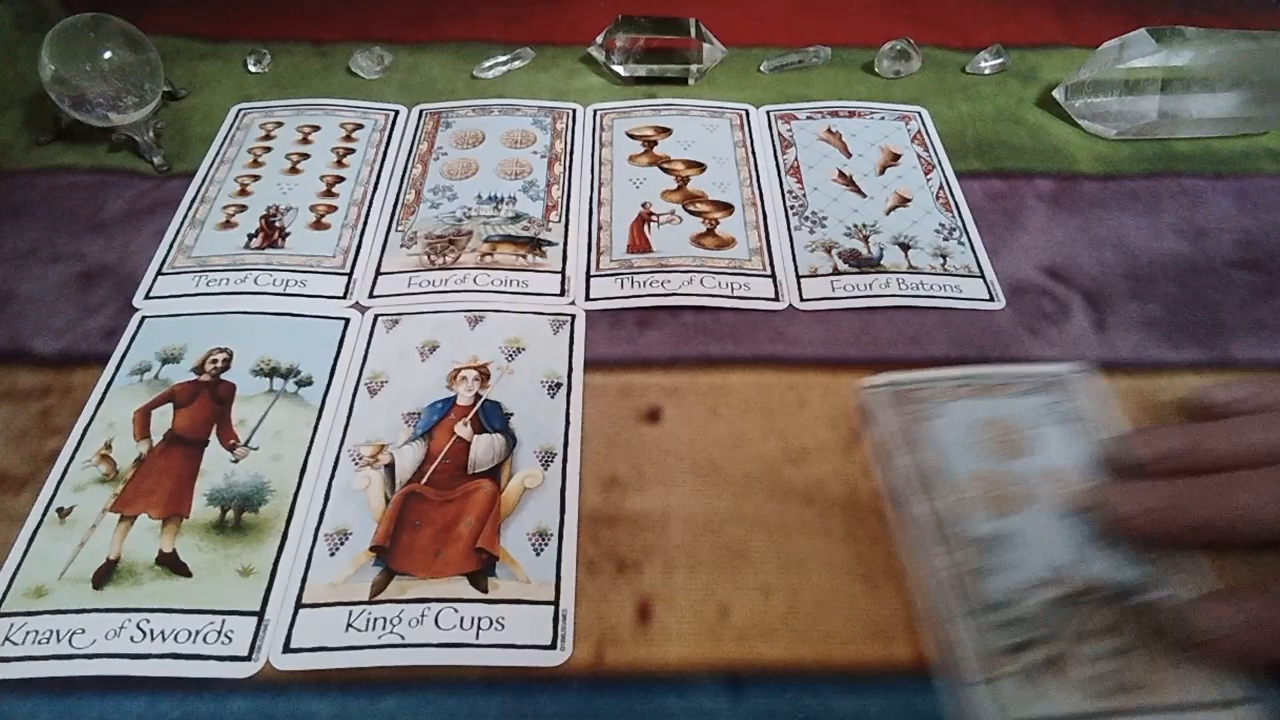 Ten of Cups
Four of Coins
Three of Cups
Four of Batons
Knave of Swords
King of Cups